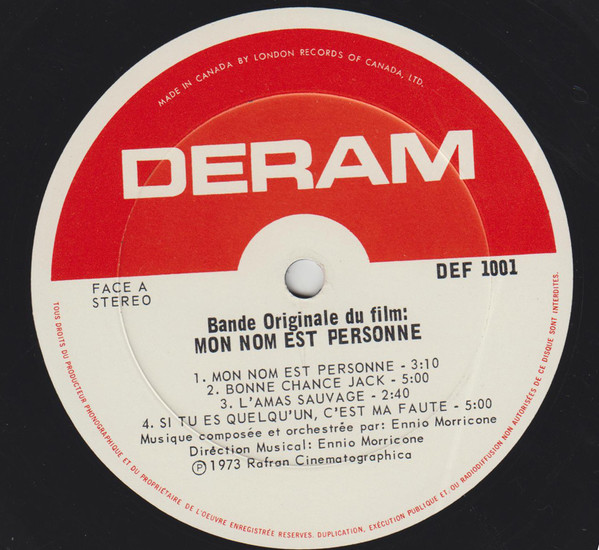 MADE IN CANADA BY LONDON RECORDS OF CANADA, LTD.
DERAM
FACE A
STEREO
DEF 1001
Bande Originale du film:
MON NOM EST PERSONNE
1. MON NOM EST PERSONNE - 3:10
2. BONNE CHANCE JACK - 5:00
3. L'AMAS SAUVAGE - 2:40
4. SI TU ES QUELQU'UN, C'EST MA FAUTE - 5:00
Musique composée et orchestrée par: Ennio Morricone
Diréction Musical: Ennio Morricone
Ⓟ 1973 Rafran Cinematographica
TOUS DROITS DU PRODUCTEUR PHONOGRAPHIQUE ET DU PROPRIÉTAIRE DE L'OEUVRE ENREGISTRÉE RESERVES. DUPLICATION, EXÉCUTION PUBLIQUE ET/OU RADIODIFFUSION NON AUTORISÉES DE CE DISQUE SONT INTERDITES.